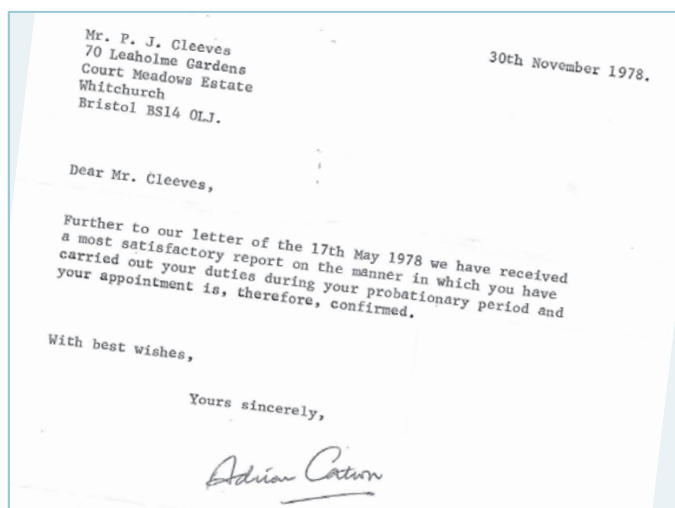 Mr. P. J. Cleeves
70 Leaholme Gardens
Court Meadows Estate
Whitchurch
Bristol BS14 OLJ.
30th November 1978.
Dear Mr. Cleeves,
Further to our letter of the 17th May 1978 we have received
a most satisfactory report on the manner in which you have
carried out your duties during your probationary period and
your appointment is, therefore, confirmed.
With best wishes,
Yours sincerely,
Adrian